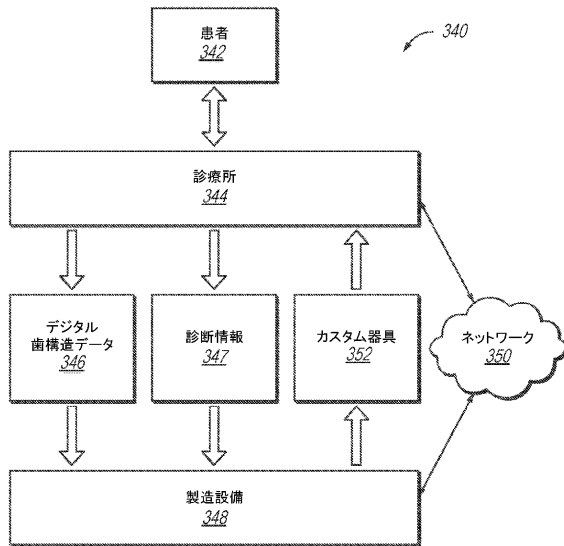 患者
342
340
診療所
344
デジタル
歯構造データ
346
診断情報
347
カスタム器具
352
ネットワーク
350
製造設備
348